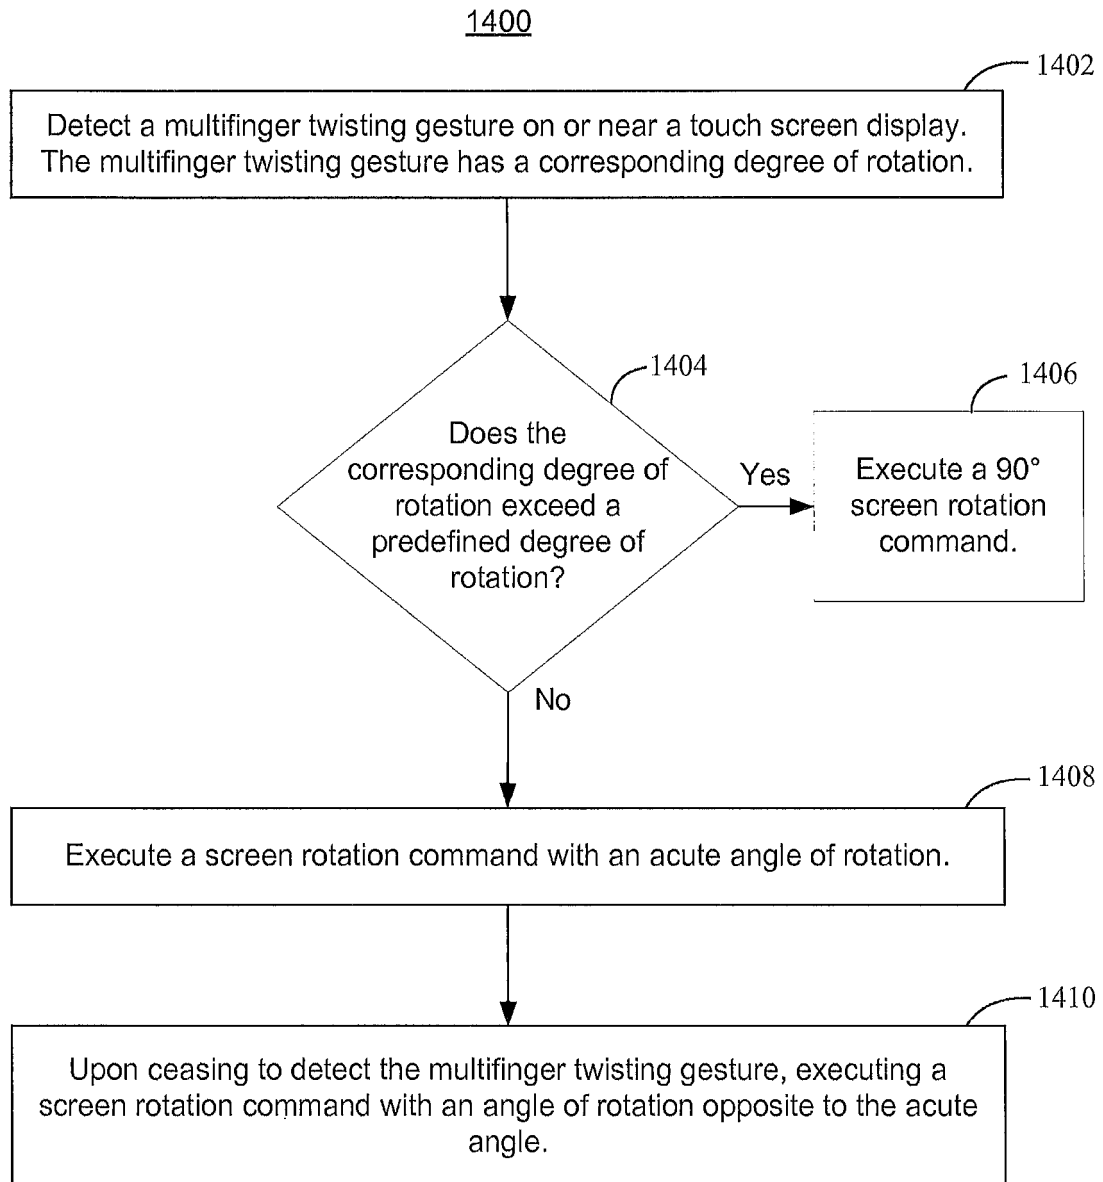 1400
1402
Detect a multifinger twisting gesture on or near a touch screen display.
The multifinger twisting gesture has a corresponding degree of rotation.
1404
Does the
corresponding degree of
rotation exceed a
predefined degree of
rotation?
Yes
1406
Execute a 90°
screen rotation
command.
No
1408
Execute a screen rotation command with an acute angle of rotation.
1410
Upon ceasing to detect the multifinger twisting gesture, executing a
screen rotation command with an angle of rotation opposite to the acute
angle.